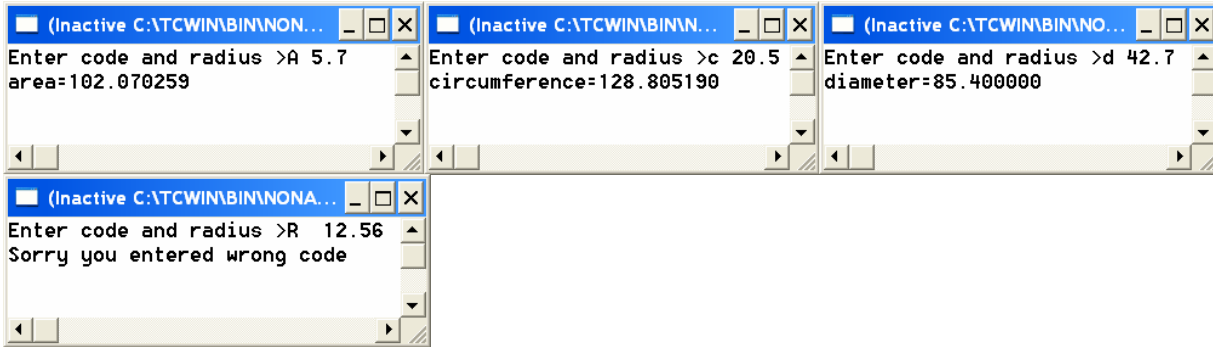 (Inactive C:\TCWIN\BIN\NON...
Enter code and radius >A 5.7
area=102.070259
(Inactive C:\TCWIN\BIN\N...
Enter code and radius >c 20.5
circumference=128.805190
(Inactive C:\TCWIN\BIN\NO...
Enter code and radius >d 42.7
diameter=85.400000
(Inactive C:\TCWIN\BIN\NONA...
Enter code and radius >R  12.56
Sorry you entered wrong code